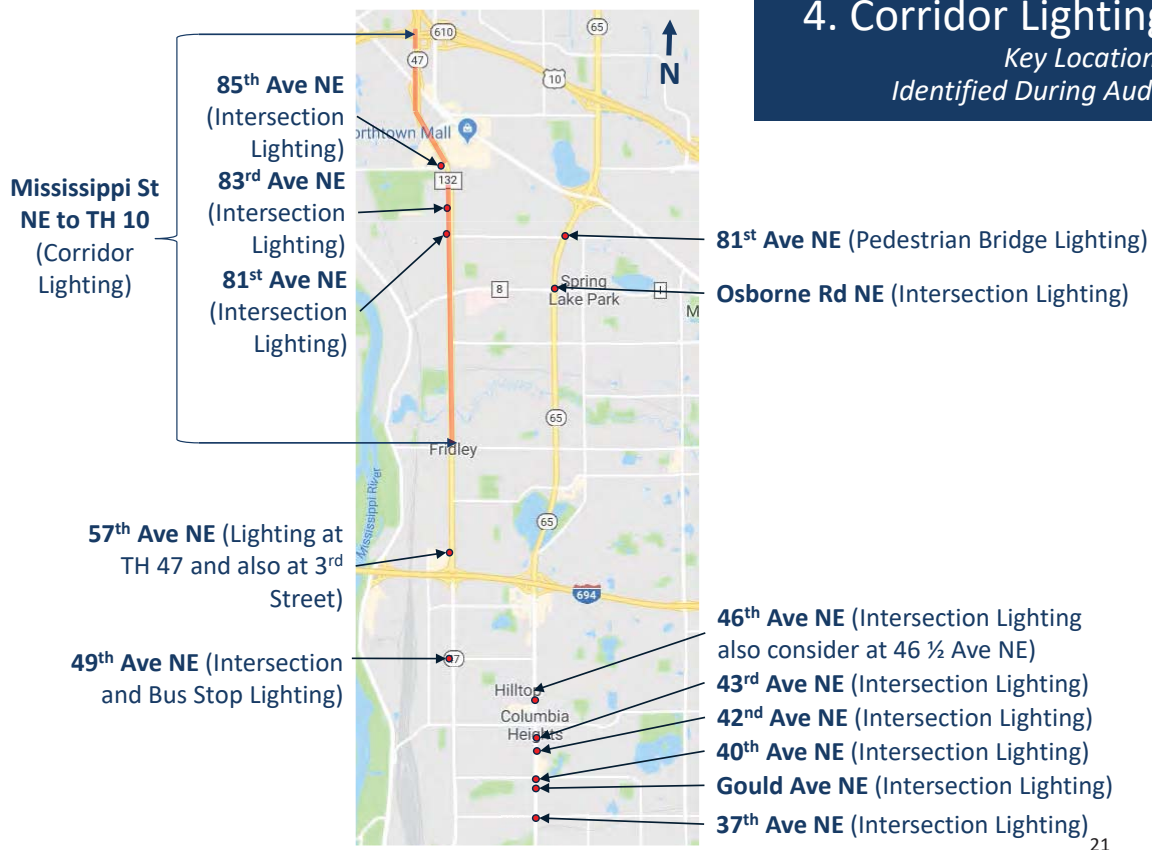 4. Corridor Lighting
Key Location
Identified During Aud
N
85th Ave NE
(Intersection
Lighting)
83rd Ave NE
(Intersection
Lighting)
81st Ave NE
(Intersection
Lighting)
Mississippi St
NE to TH 10
(Corridor
Lighting)
57th Ave NE (Lighting at
TH 47 and also at 3rd
Street)
49th Ave NE (Intersection
and Bus Stop Lighting)
610
65
47
10
orthtown Mall
132
8
Spring
Lake Park
I
M
65
Fridley
Mississippi River
65
694
Hilltop
Columbia
Heights
81st Ave NE (Pedestrian Bridge Lighting)
Osborne Rd NE (Intersection Lighting)
46th Ave NE (Intersection Lighting
also consider at 46 ½ Ave NE)
43rd Ave NE (Intersection Lighting)
42nd Ave NE (Intersection Lighting)
40th Ave NE (Intersection Lighting)
Gould Ave NE (Intersection Lighting)
37th Ave NE (Intersection Lighting)
21